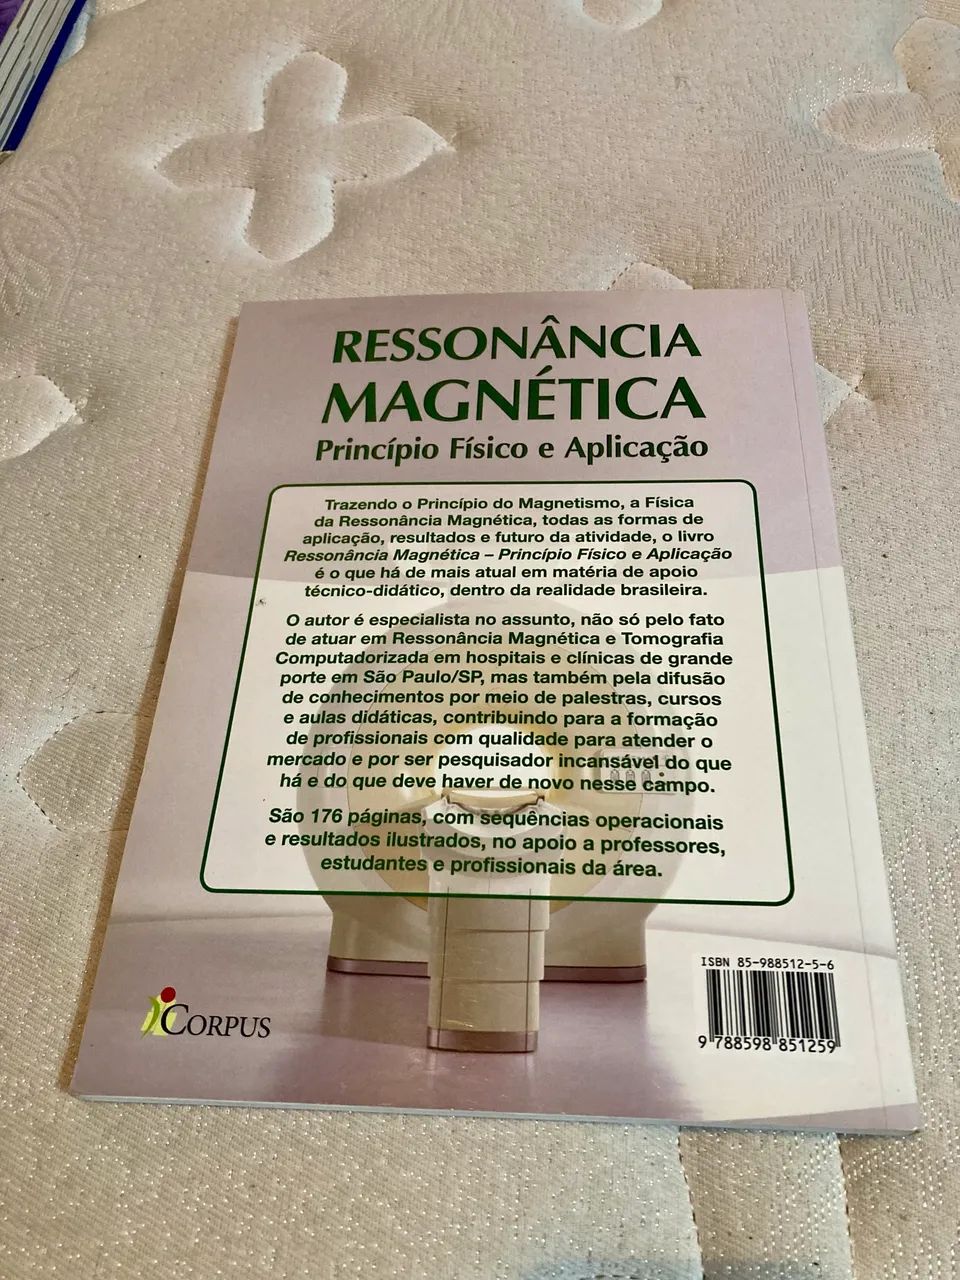 RESSONÂNCIA
MAGNÉTICA
Princípio Físico e Aplicação
Trazendo o Princípio do Magnetismo, a Física
da Ressonância Magnética, todas as formas de
aplicação, resultados e futuro da atividade, o livro
Ressonância Magnética – Princípio Físico e Aplicação
é o que há de mais atual em matéria de apoio
técnico-didático, dentro da realidade brasileira.
O autor é especialista no assunto, não só pelo fato
de atuar em Ressonância Magnética e Tomografia
Computadorizada em hospitais e clínicas de grande
porte em São Paulo/SP, mas também pela difusão
de conhecimentos por meio de palestras, cursos
e aulas didáticas, contribuindo para a formação
de profissionais com qualidade para atender o
mercado e por ser pesquisador incansável do que
há e do que deve haver de novo nesse campo.
São 176 páginas, com sequências operacionais
e resultados ilustrados, no apoio a professores,
estudantes e profissionais da área.
ISBN 85-988512-5-6
9 788598 851259
CORPUS